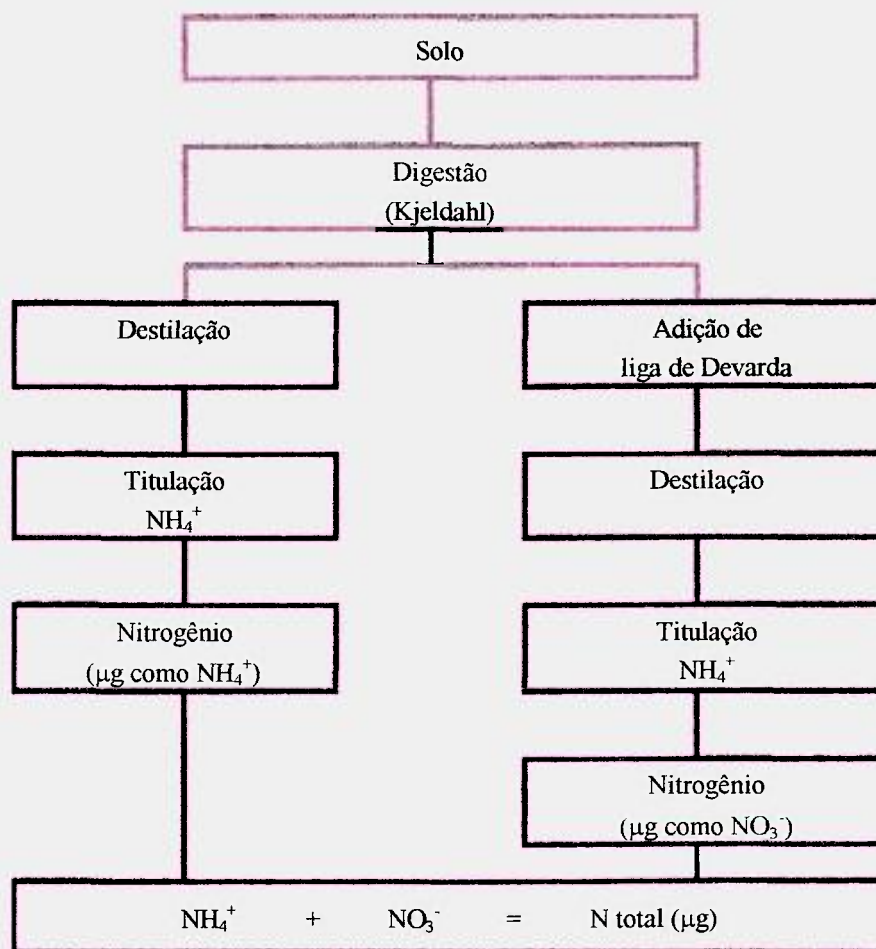 Solo
Digestão
(Kjeldahl)
Destilação
Titulação
NH₄⁺
Nitrogênio
(µg como NH₄⁺)
Adição de
liga de Devarda
Destilação
Titulação
NH₄⁺
Nitrogênio
(µg como NO₃⁻)
NH₄⁺ + NO₃⁻ = N total (µg)